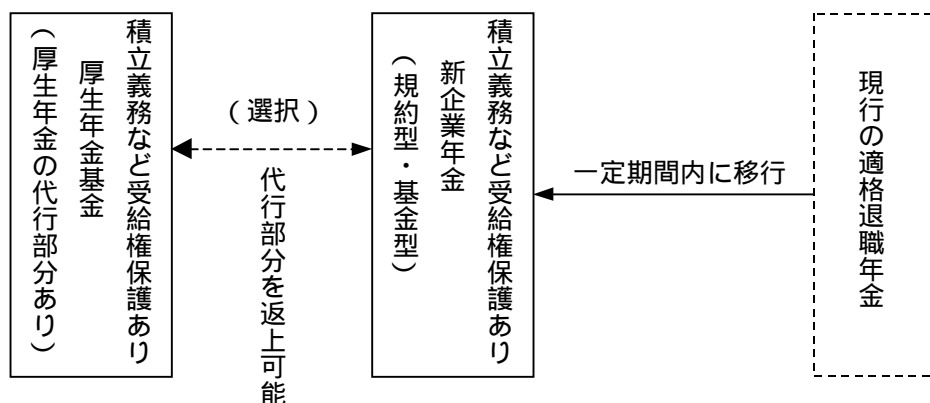 積立義務など受給権保護あり
厚生年金基金
（厚生年金の代行部分あり）
（選択）
代行部分を返上可能
積立義務など受給権保護あり
新企業年金
（規約型・基金型）
一定期間内に移行
現行の適格退職年金